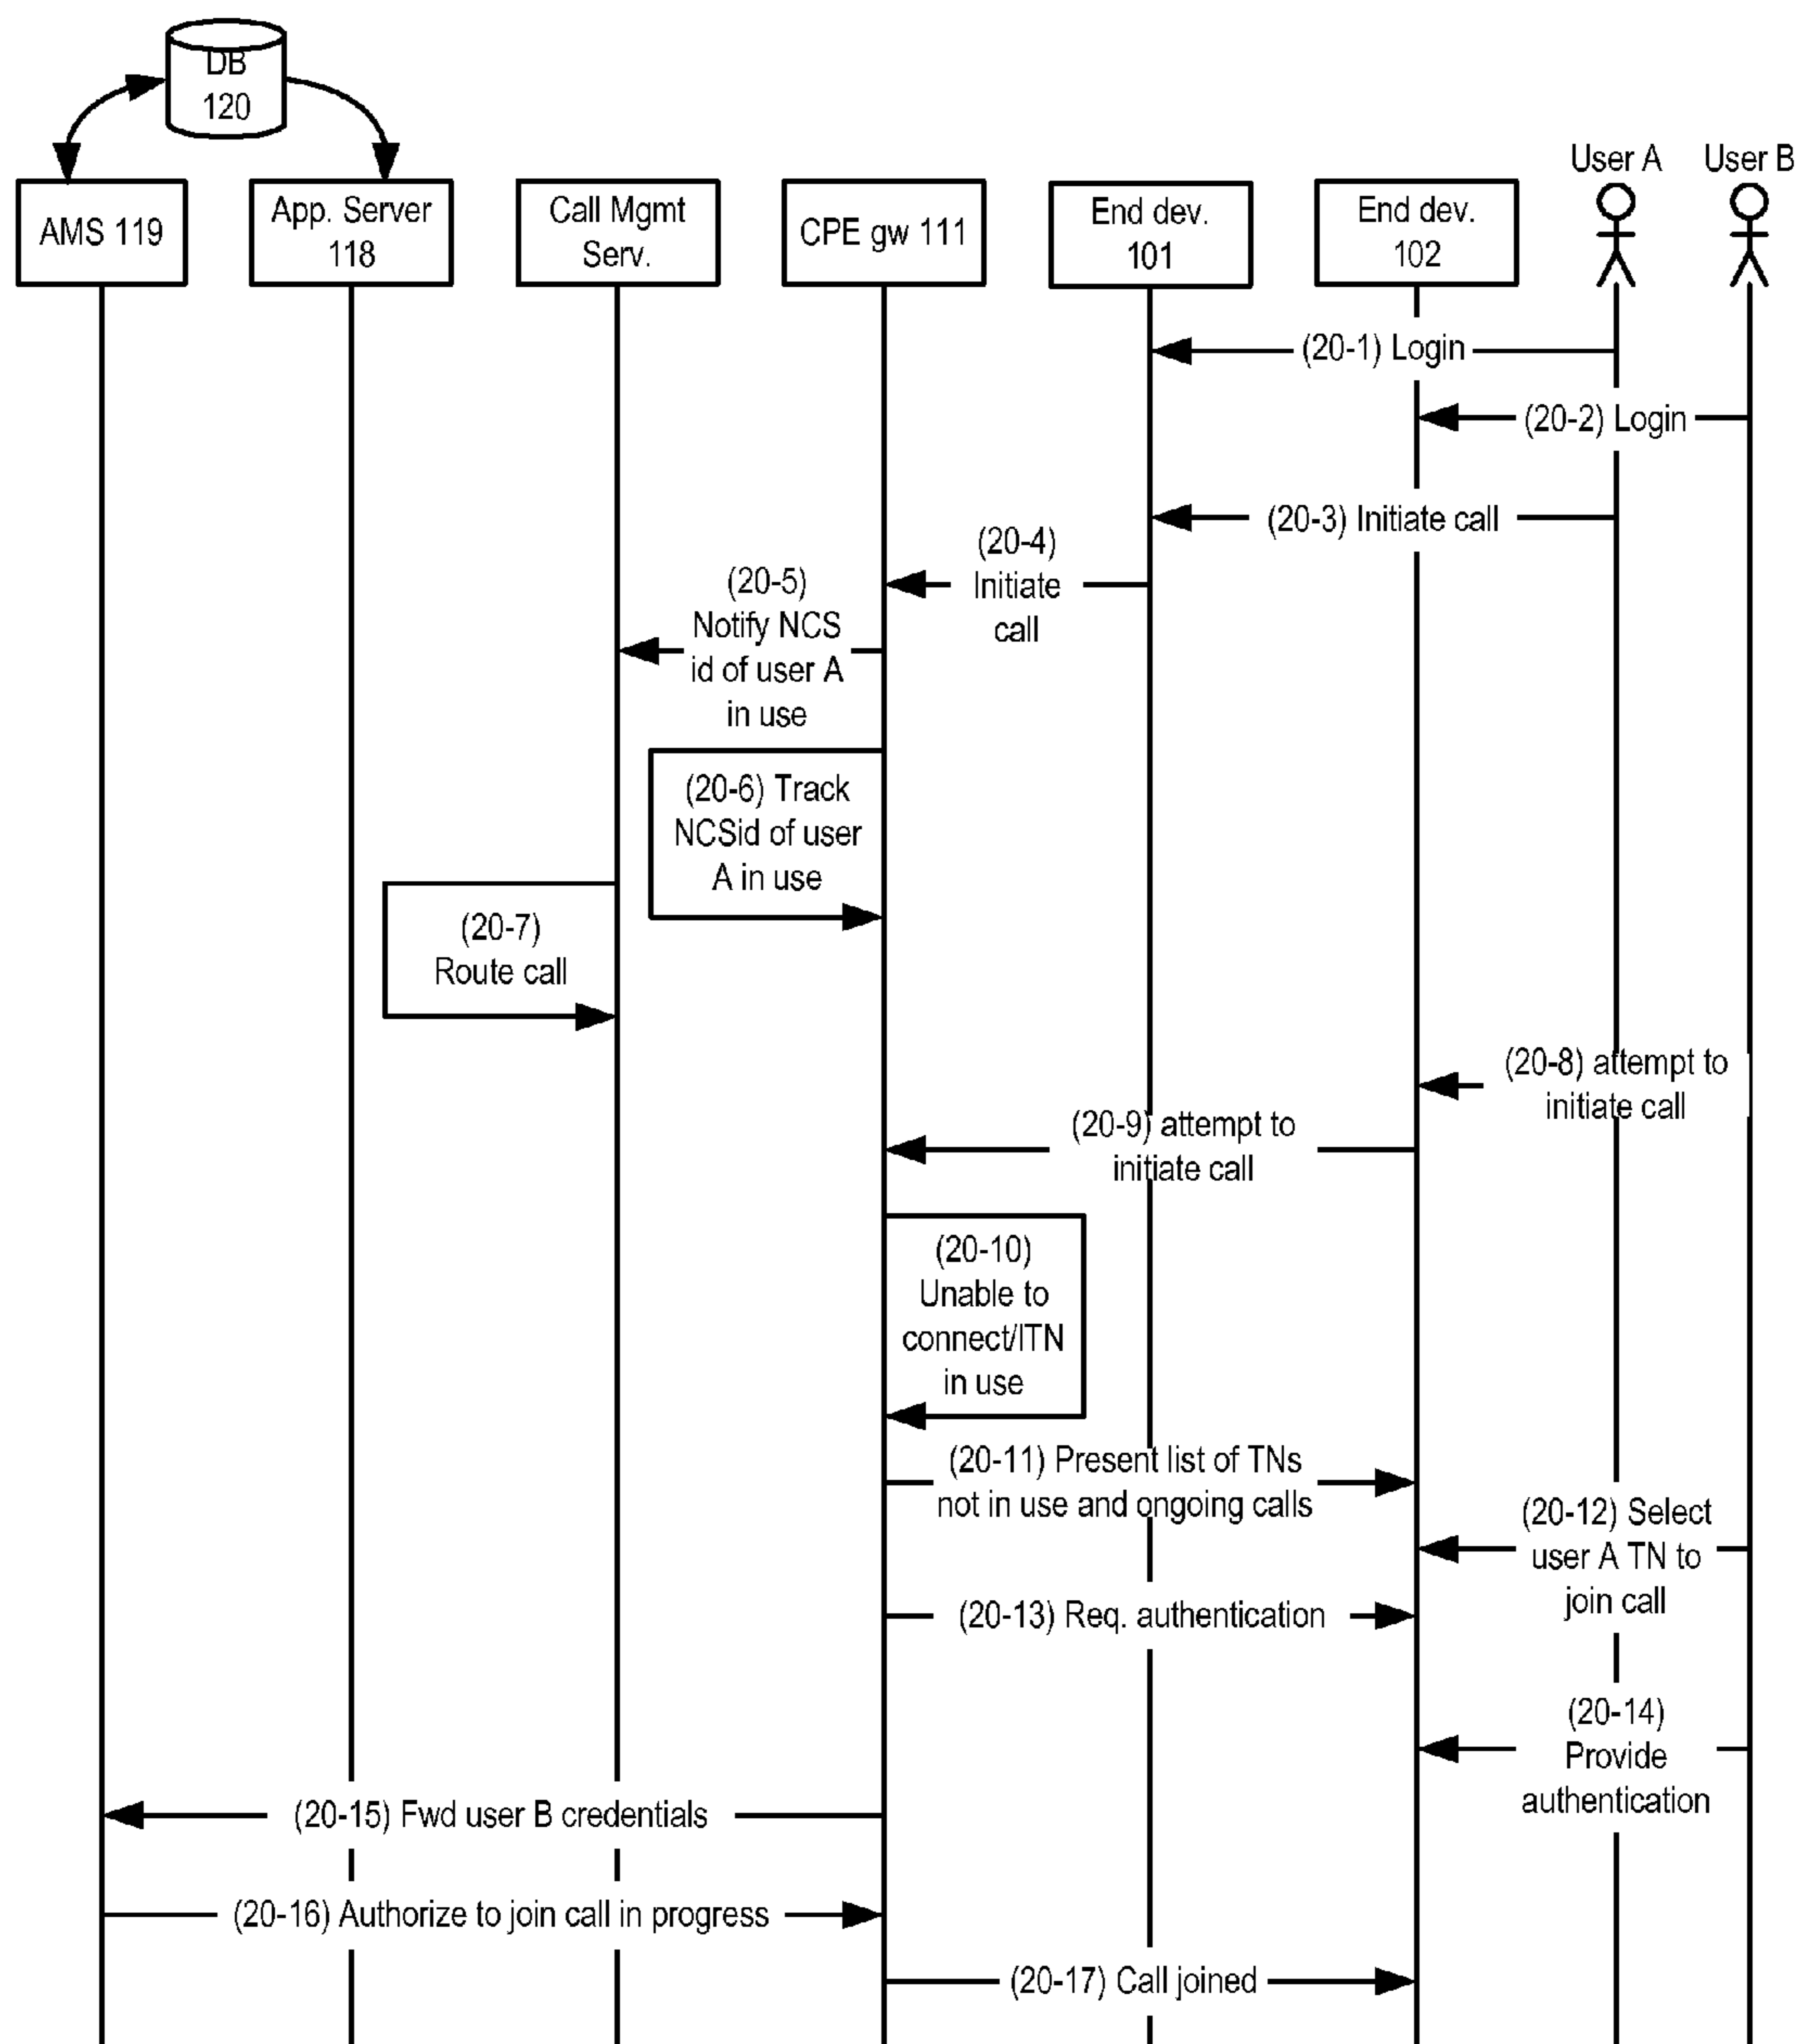 DB
120
User A
User B
AMS 119
App. Server
118
Call Mgmt
Serv.
CPE gw 111
End dev.
101
End dev.
102
(20-1) Login
(20-2) Login
(20-3) Initiate call
(20-4)
Initiate
call
(20-5)
Notify NCS
id of user A
in use
(20-6) Track
NCSid of user
A in use
(20-7)
Route call
(20-8) attempt to
initiate call
(20-9) attempt to
initiate call
(20-10)
Unable to
connect/ITN
in use
(20-11) Present list of TNs
not in use and ongoing calls
(20-12) Select
user A TN to
join call
(20-13) Req. authentication
(20-14)
Provide
authentication
(20-15) Fwd user B credentials
(20-16) Authorize to join call in progress
(20-17) Call joined